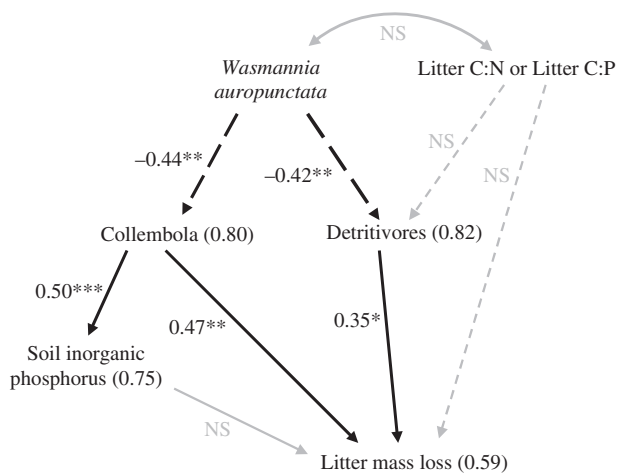 NS
Wasmannia
auropunctata
Litter C:N or Litter C:P
–0.44**
–0.42**
NS
NS
Collembola (0.80)
Detritivores (0.82)
0.50***
0.47**
0.35*
Soil inorganic
phosphorus (0.75)
NS
Litter mass loss (0.59)